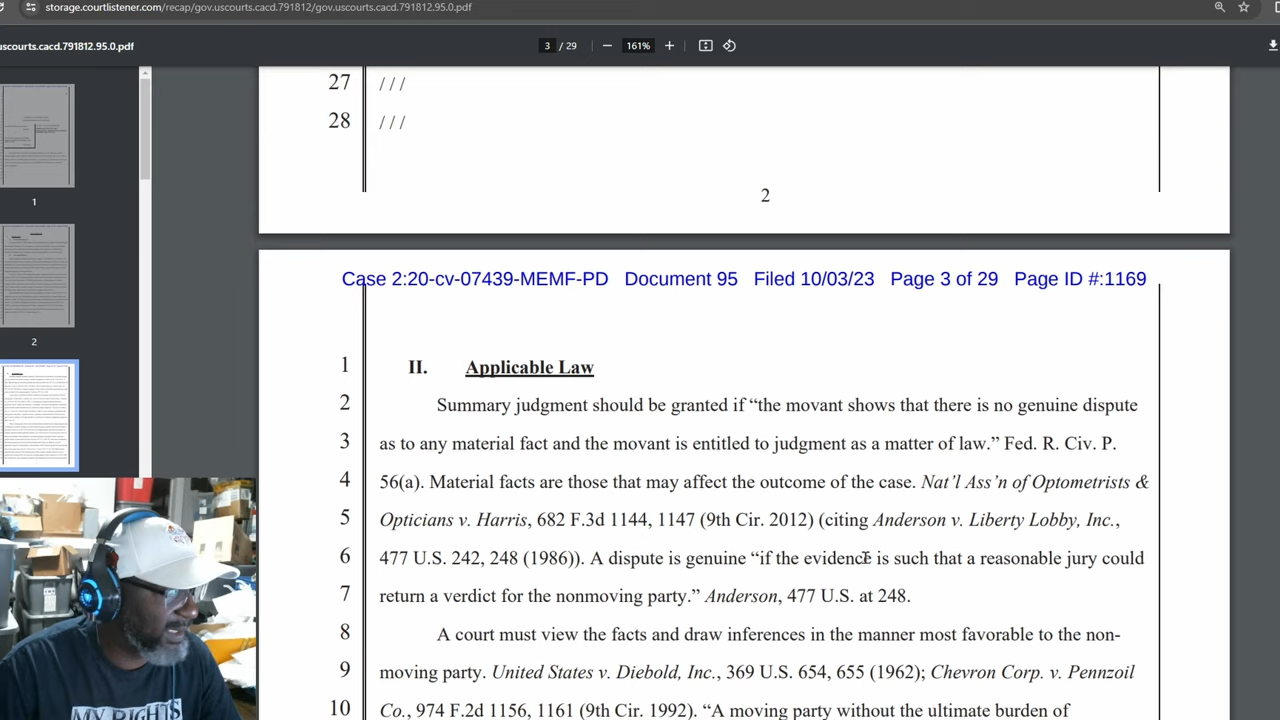 storage.courtlistener.com/recap/gov.uscourts.cacd.791812/gov.uscourts.cacd.791812.95.pdf
uscourts.cacd.791812.95.pdf
3 / 29
161%
1
2
27 / / /
28 / / /
2
Case 2:20-cv-07439-MEMF-PD Document 95 Filed 10/03/23 Page 3 of 29 Page ID #:1169
1 II. Applicable Law
2 Summary judgment should be granted if “the movant shows that there is no genuine dispute
3 as to any material fact and the movant is entitled to judgment as a matter of law.” Fed. R. Civ. P.
4 56(a). Material facts are those that may affect the outcome of the case. Nat’l Ass’n of Optometrists &
5 Opticians v. Harris, 682 F.3d 1144, 1147 (9th Cir. 2012) (citing Anderson v. Liberty Lobby, Inc.,
6 477 U.S. 242, 248 (1986)). A dispute is genuine “if the evidence is such that a reasonable jury could
7 return a verdict for the nonmoving party.” Anderson, 477 U.S. at 248.
8 A court must view the facts and draw inferences in the manner most favorable to the non-
9 moving party. United States v. Diebold, Inc., 369 U.S. 654, 655 (1962); Chevron Corp. v. Pennzoil
10 Co., 974 F.2d 1156, 1161 (9th Cir. 1992). “A moving party without the ultimate burden of
MY RIGHTS